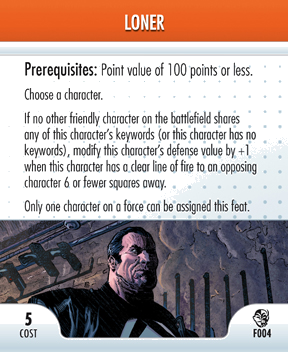 LONER
Prerequisites: Point value of 100 points or less.
Choose a character.
If no other friendly character on the battlefield shares
any of this character's keywords (or this character has no
keywords), modify this character's defense value by +1
when this character has a clear line of fire to an opposing
character 6 or fewer squares away.
Only one character on a force can be assigned this feat.
5
COST
F004